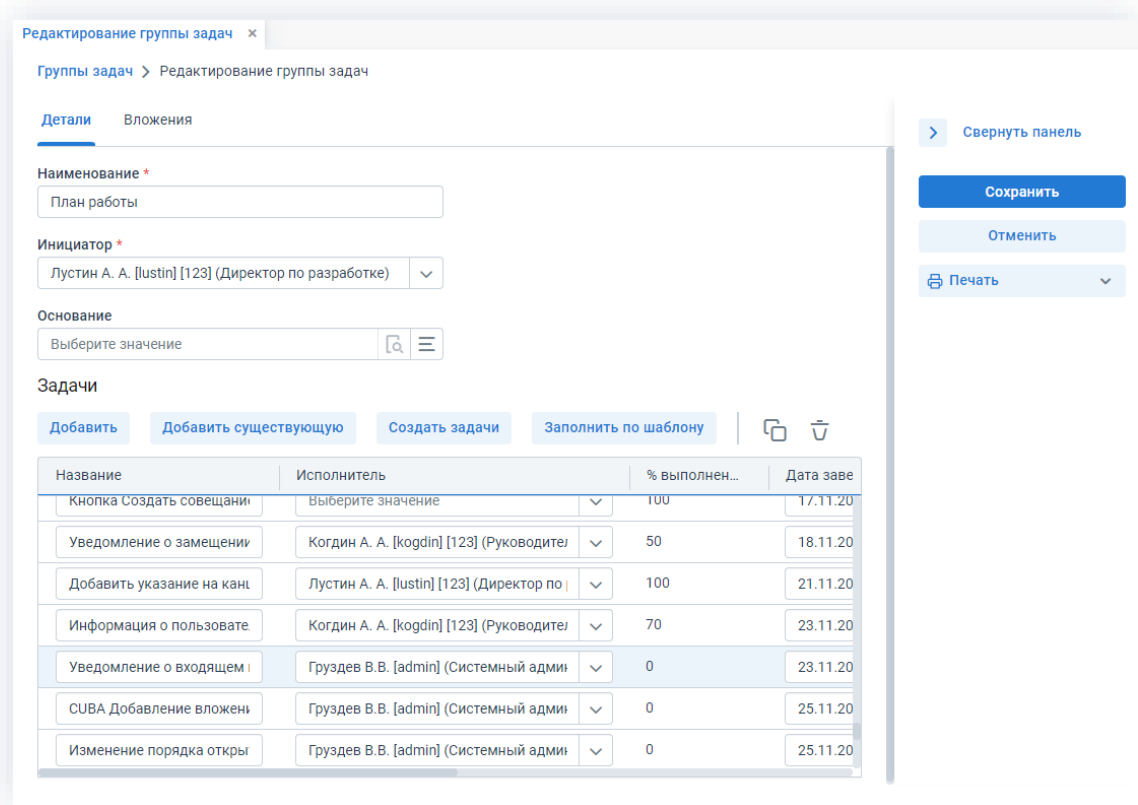 Редактирование группы задач ×
Группы задач > Редактирование группы задач
Детали Вложения
Свернуть панель
Наименование *
План работы
Сохранить
Инициатор *
Отменить
Лустин А. А. [lustin] [123] (Директор по разработке)
Печать
Основание
Выберите значение
Задачи
Добавить Добавить существующую Создать задачи Заполнить по шаблону
Название Исполнитель % выполнен... Дата заве
Кнопка Создать совещани Выберите значение 100 17.11.20
Уведомление о замещении Когдин А. А. [kogdin] [123] (Руководител 50 18.11.20
Добавить указание на кан Лустин А. А. [lustin] [123] (Директор по 100 21.11.20
Информация о пользовате Когдин А. А. [kogdin] [123] (Руководител 70 23.11.20
Уведомление о входящем Груздев В.В. [admin] (Системный админ 0 23.11.20
CUBA Добавление вложен Груздев В.В. [admin] (Системный админ 0 25.11.20
Изменение порядка откры Груздев В.В. [admin] (Системный админ 0 25.11.20